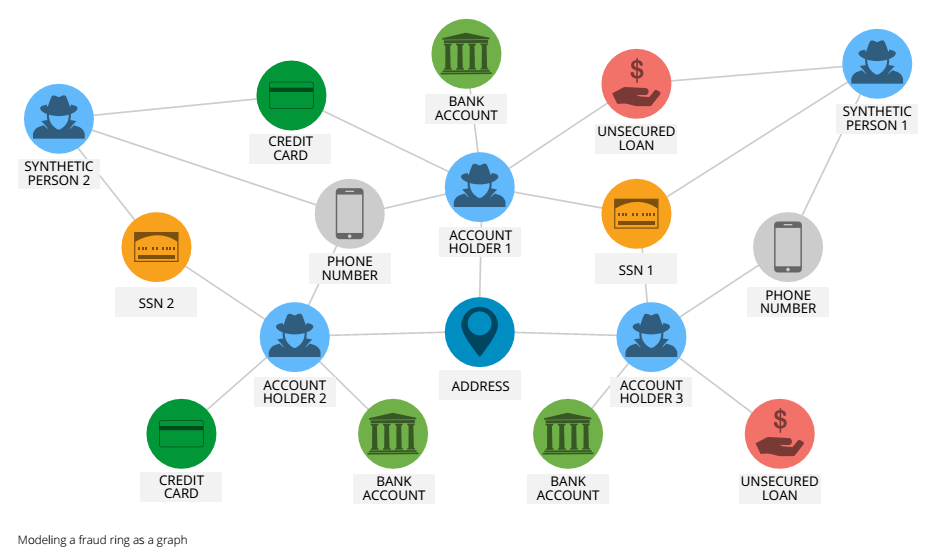 BANK
ACCOUNT
SYNTHETIC
PERSON 1
UNSECURED
LOAN
CREDIT
CARD
SYNTHETIC
PERSON 2
ACCOUNT
HOLDER 1
PHONE
NUMBER
SSN 1
SSN 2
PHONE
NUMBER
ACCOUNT
HOLDER 2
ADDRESS
ACCOUNT
HOLDER 3
CREDIT
CARD
BANK
ACCOUNT
BANK
ACCOUNT
UNSECURED
LOAN
Modeling a fraud ring as a graph